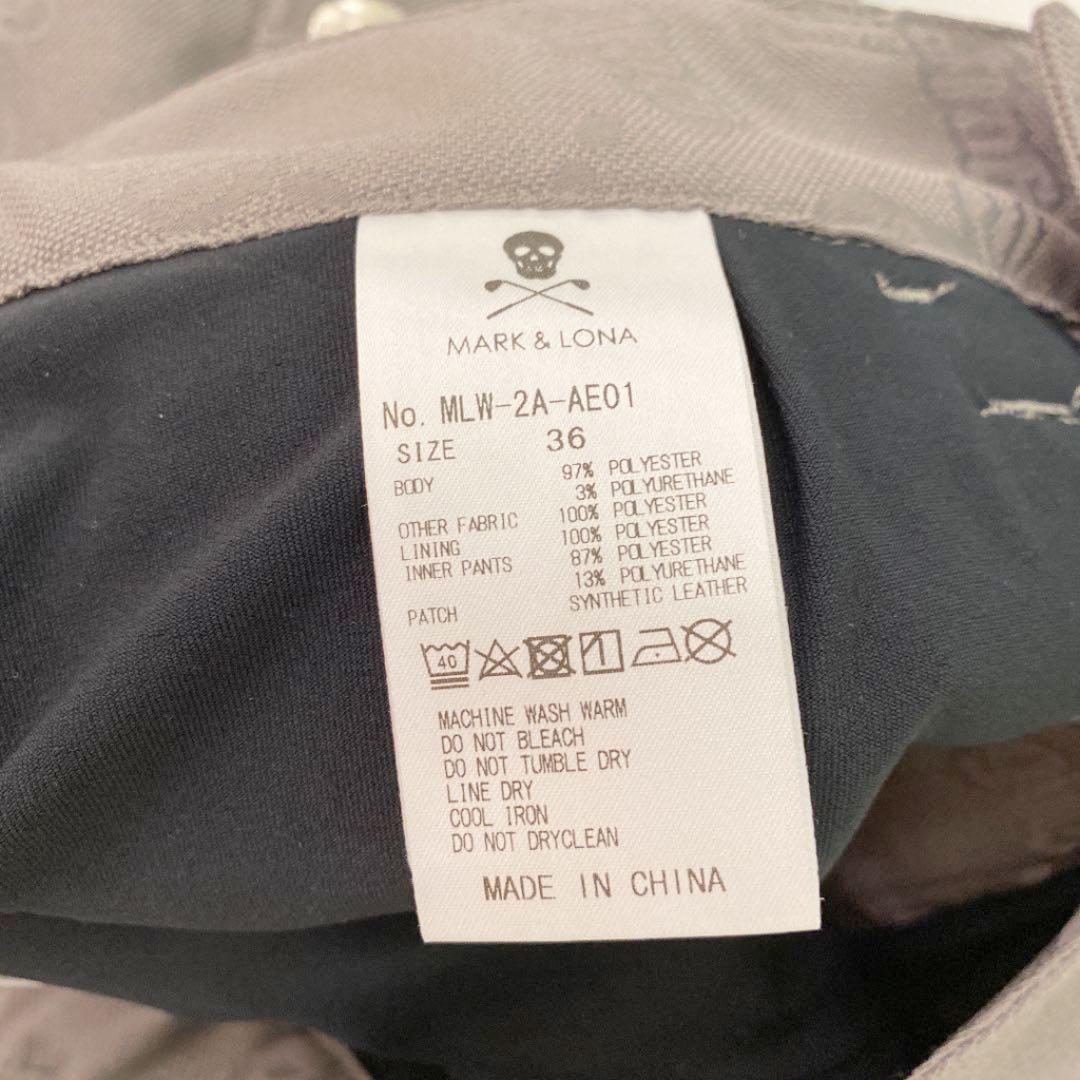 MARK & LONA
No. MLW-2A-AE01
SIZE 36
BODY 97% POLYESTER
3% POLYURETHANE
OTHER FABRIC 100% POLYESTER
LINING 100% POLYESTER
INNER PANTS 87% POLYESTER
13% POLYURETHANE
PATCH SYNTHETIC LEATHER
40
MACHINE WASH WARM
DO NOT BLEACH
DO NOT TUMBLE DRY
LINE DRY
COOL IRON
DO NOT DRYCLEAN
MADE IN CHINA